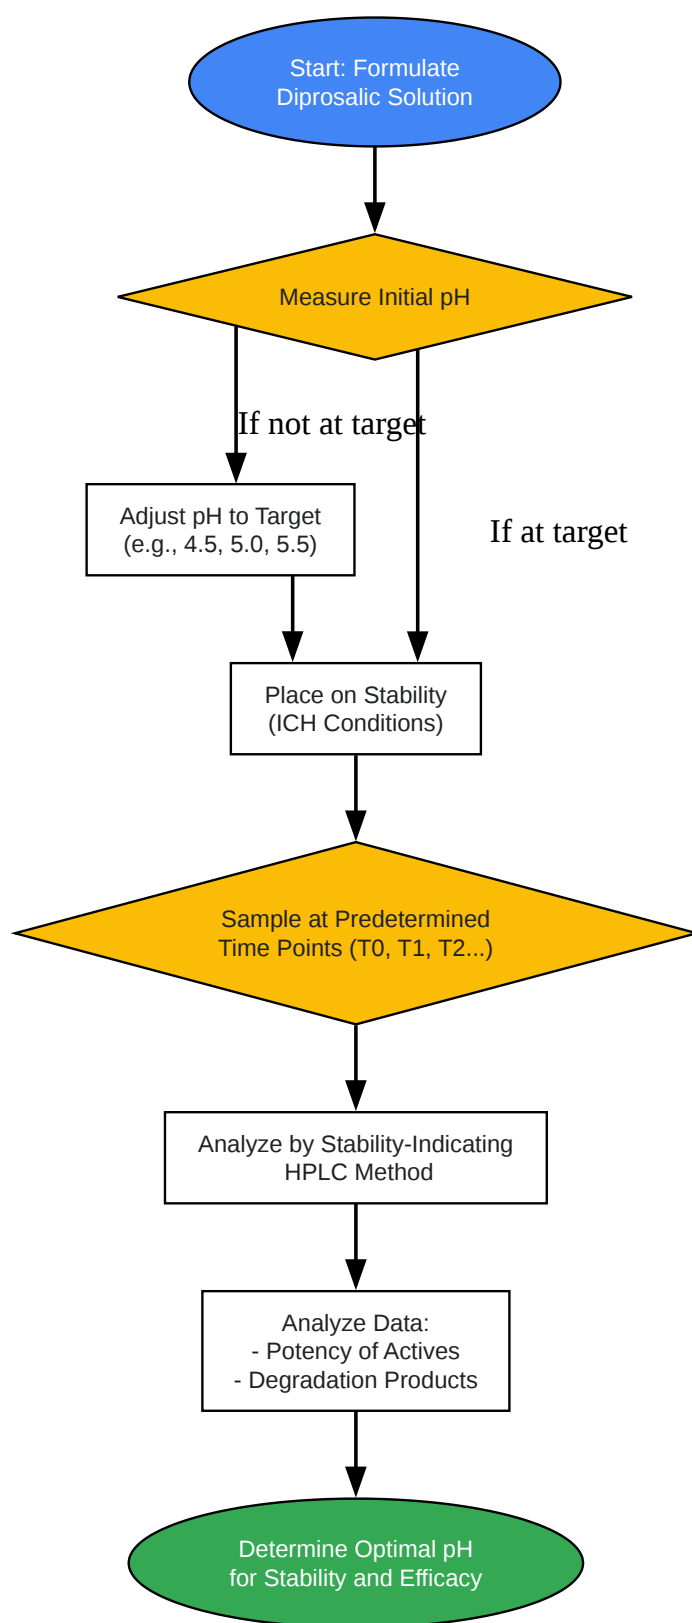 Start: Formulate
Diprosalic Solution
Measure Initial pH
If not at target
Adjust pH to Target
(e.g., 4.5, 5.0, 5.5)
If at target
Place on Stability
(ICH Conditions)
Sample at Predetermined
Time Points (T0, T1, T2...)
Analyze by Stability-Indicating
HPLC Method
Analyze Data:
- Potency of Actives
- Degradation Products
Determine Optimal pH
for Stability and Efficacy